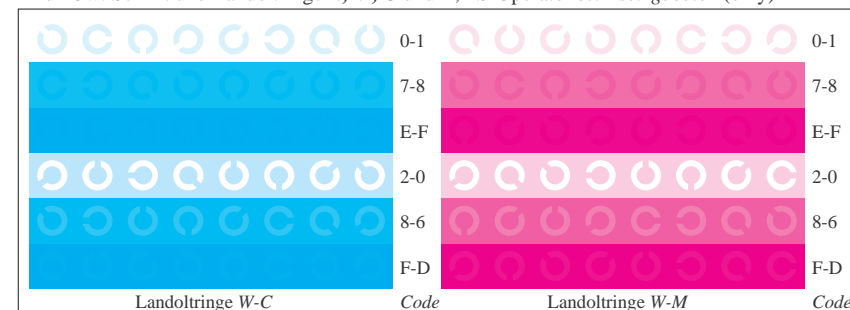 0-1 0-1
7-8 7-8
E-F E-F
2-0 2-0
8-6 8-6
F-D F-D
Landoltringe W-C Code Landoltringe W-M Code